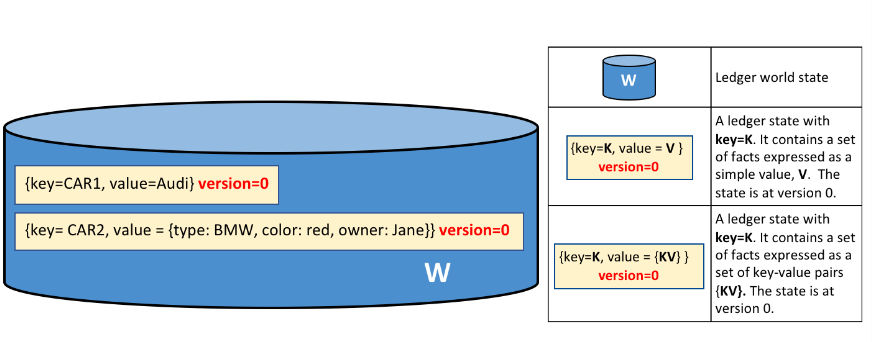 {key=CAR1, value=Audi} version=0
{key= CAR2, value = {type: BMW, color: red, owner: Jane}} version=0
W
W
Ledger world state
{key=K, value = V }
version=0
A ledger state with
key=K. It contains a set
of facts expressed as a
simple value, V. The
state is at version 0.
{key=K, value = {KV} }
version=0
A ledger state with
key=K. It contains a set
of facts expressed as a
set of key-value pairs
{KV}. The state is at
version 0.